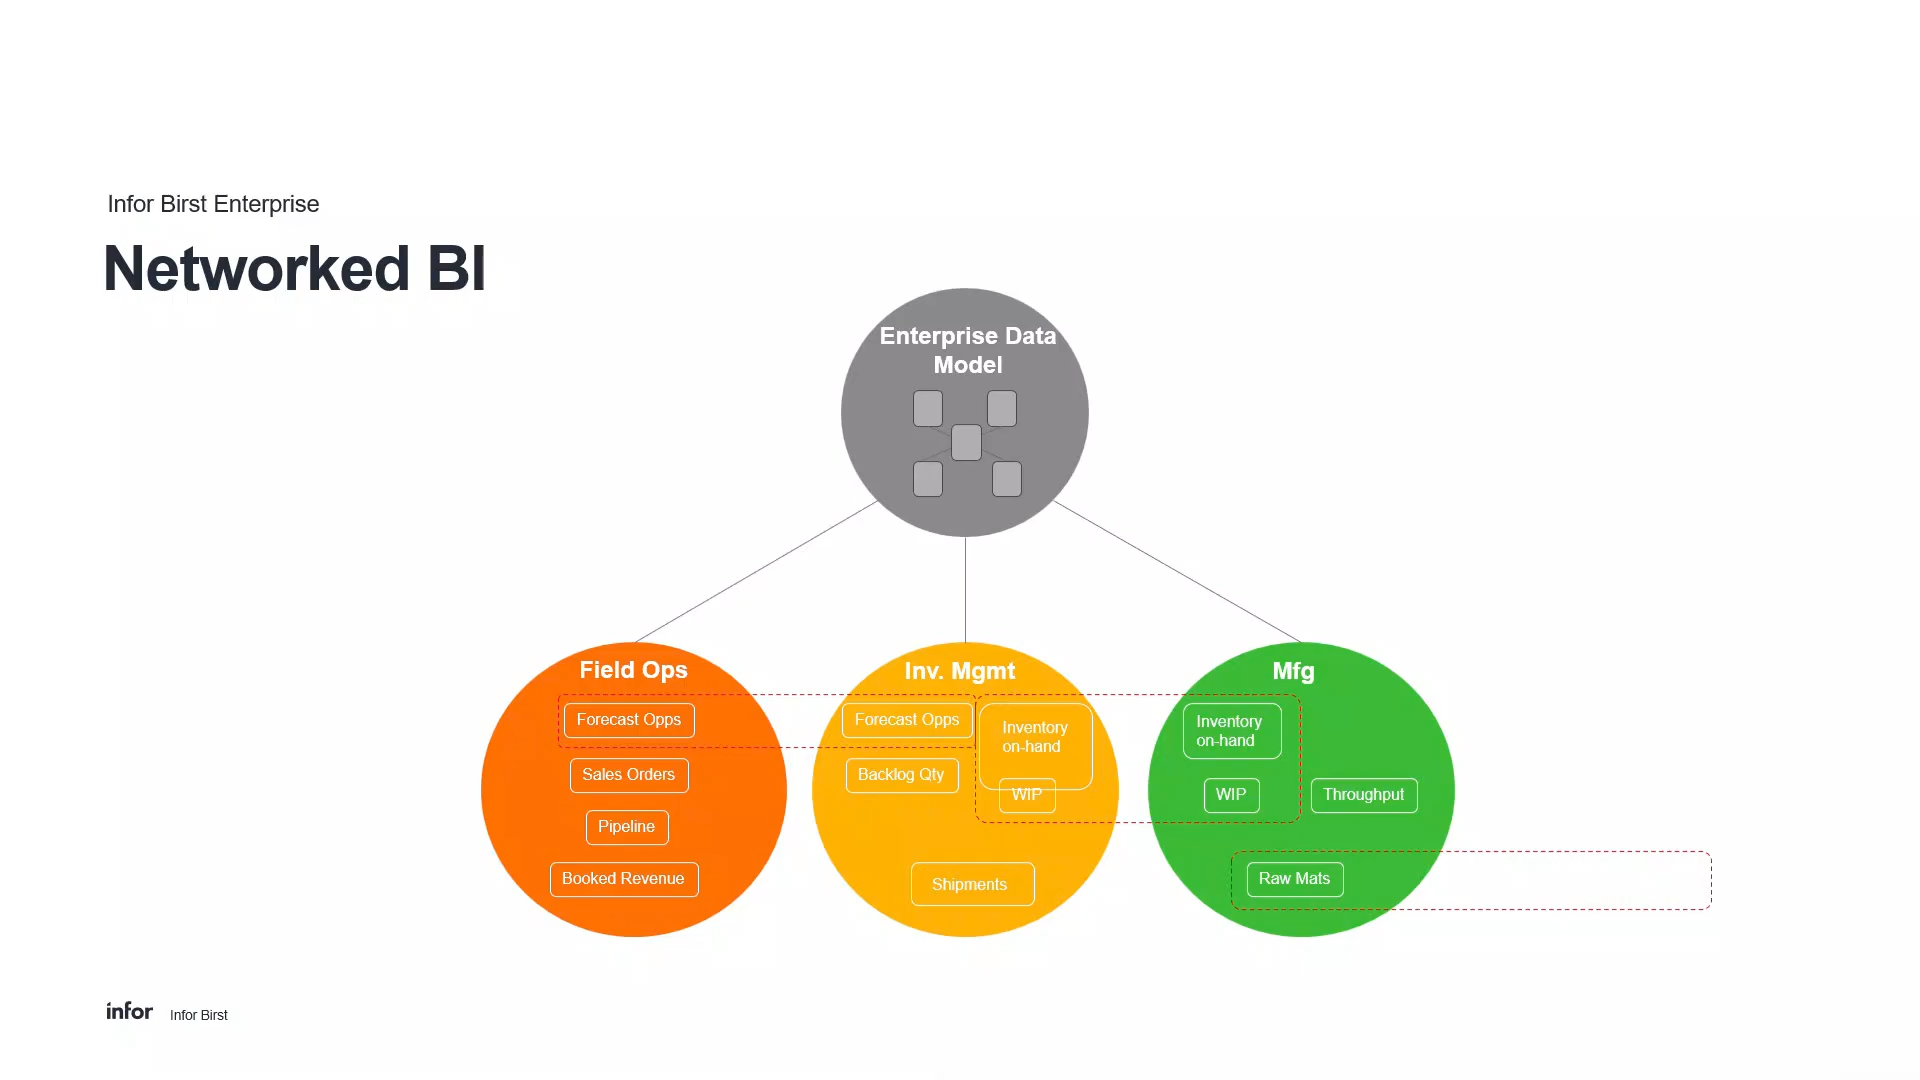 Infor Birst Enterprise
Networked BI
Enterprise Data
Model
Field Ops
Forecast Opps
Sales Orders
Pipeline
Booked Revenue
Inv. Mgmt
Forecast Opps
Inventory
on-hand
Backlog Qty
WIP
Shipments
Mfg
Inventory
on-hand
WIP
Throughput
Raw Mats
infor
Infor Birst